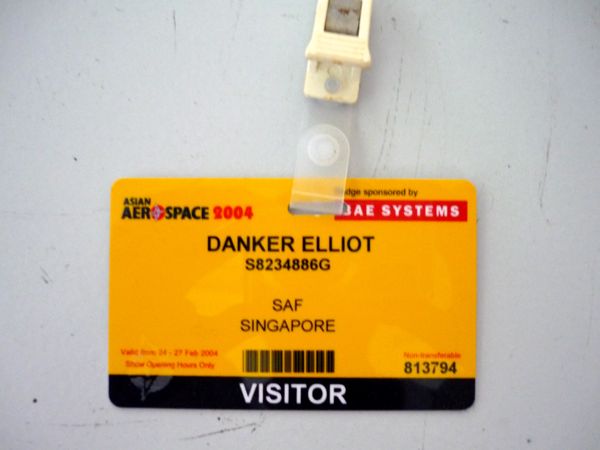 ASIAN
AEROSPACE 2004
dge sponsored by
BAE SYSTEMS
DANKER ELLIOT
S8234886G
SAF
SINGAPORE
Valid from 24 - 27 Feb 2004
Show Opening Hours Only
Non-transferable
813794
VISITOR